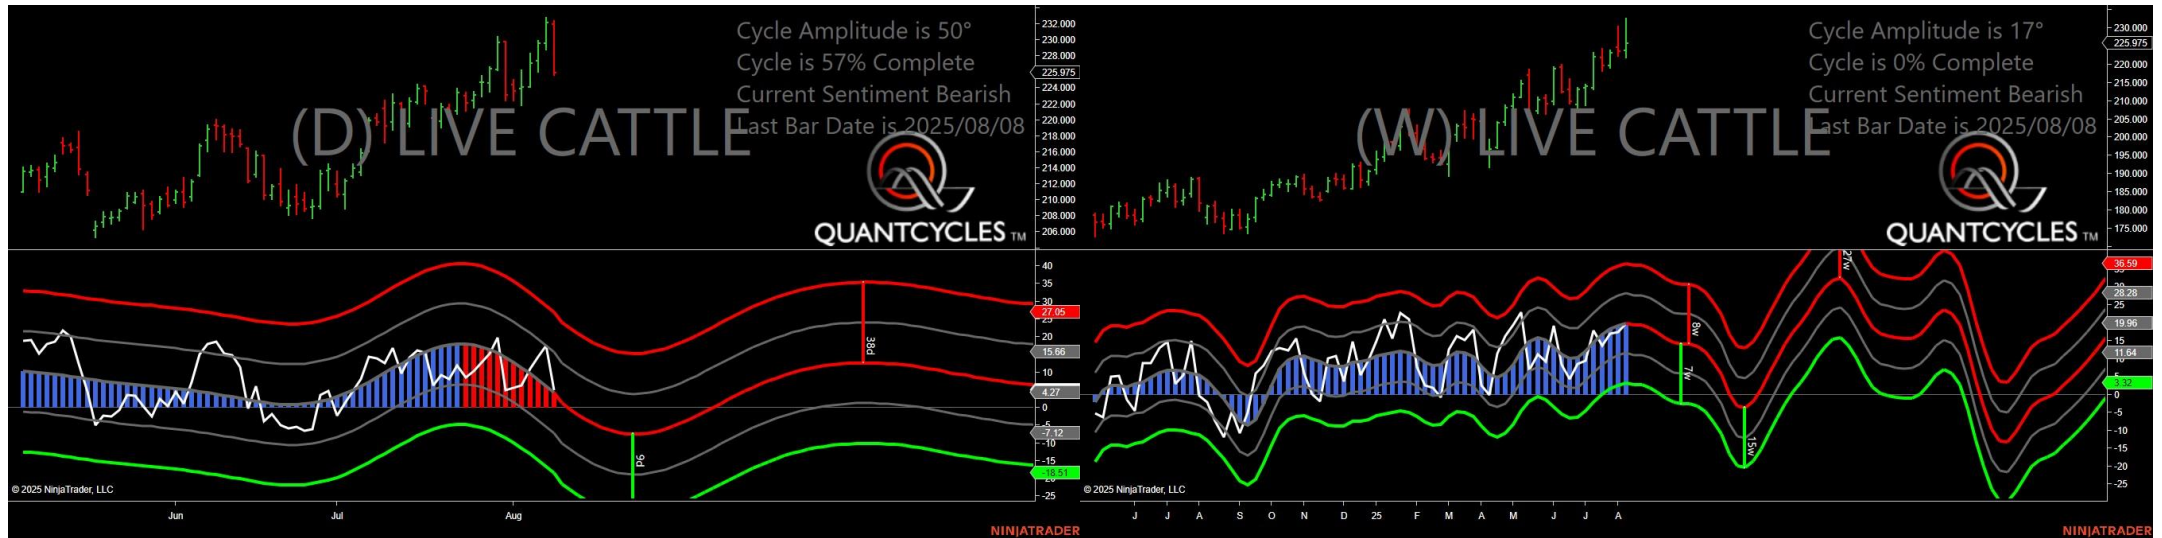 Cycle Amplitude is 50°
Cycle is 57% Complete
Current Sentiment Bearish
Last Bar Date is 2025/08/08
(D) LIVE CATTLE
QUANTCYCLES TM
232.000
230.000
228.000
225.975
224.000
222.000
220.000
218.000
216.000
214.000
212.000
210.000
208.000
206.000
40
35
30
27.05
20
15.66
10
4.27
0
-7.12
-10
-15
-18.51
-25
38d
9d
© 2025 NinjaTrader, LLC
Jun
Jul
Aug
NINJATRADER
Cycle Amplitude is 17°
Cycle is 0% Complete
Current Sentiment Bearish
Last Bar Date is 2025/08/08
(W) LIVE CATTLE
QUANTCYCLES TM
230.000
225.975
220.000
215.000
210.000
205.000
200.000
195.000
190.000
185.000
180.000
175.000
36.59
28.28
19.96
15
11.64
3.32
0
-5
-10
-15
-20
-25
27w
8w
7w
15w
© 2025 NinjaTrader, LLC
J J A S O N D 25 F M A M J J A
NINJATRADER